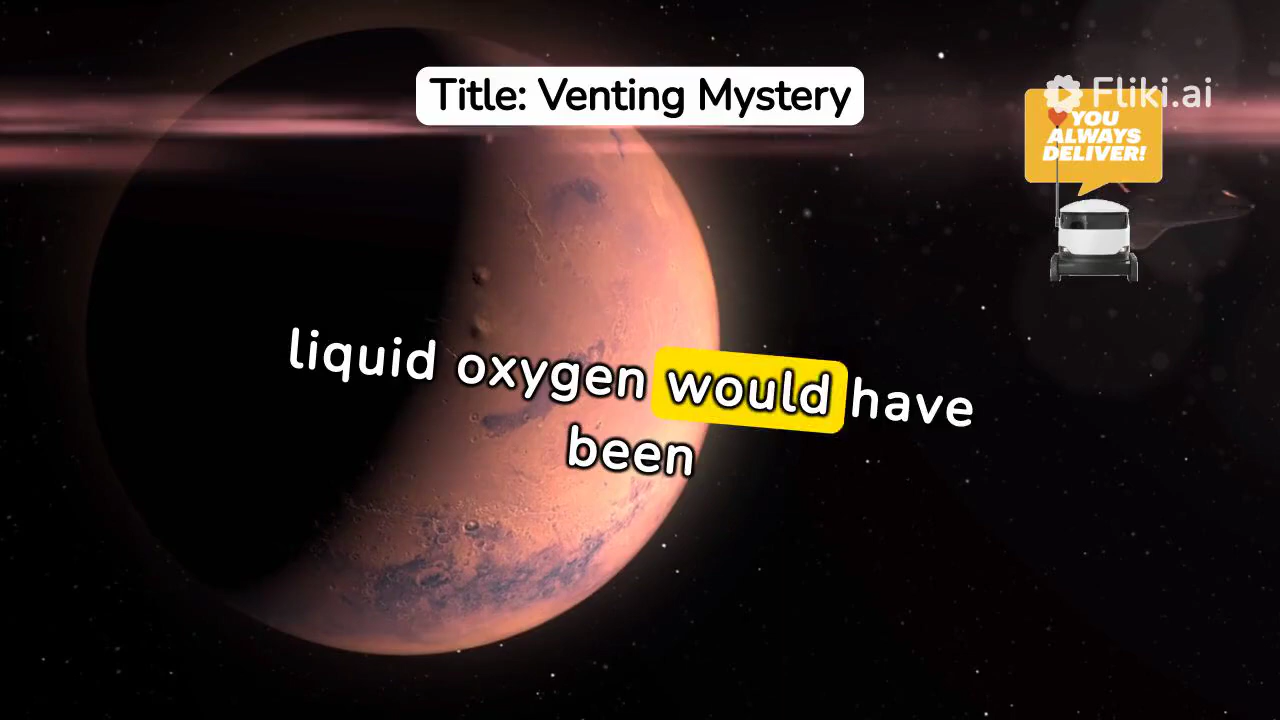 Title: Venting Mystery
Fliki.ai
YOU
ALWAYS
DELIVER!
liquid oxygen would have
been